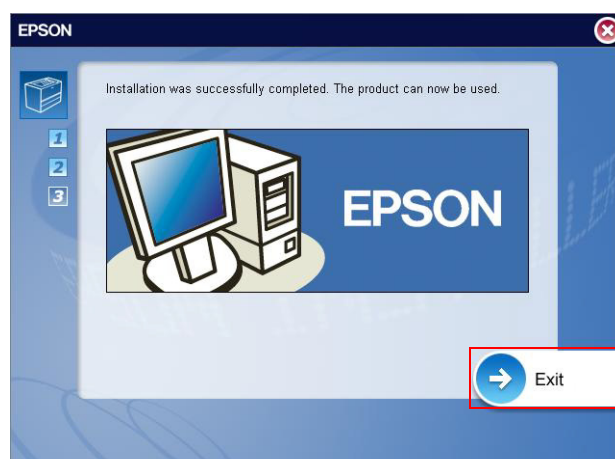 EPSON
Installation was successfully completed. The product can now be used.
1
2
3
EPSON
Exit